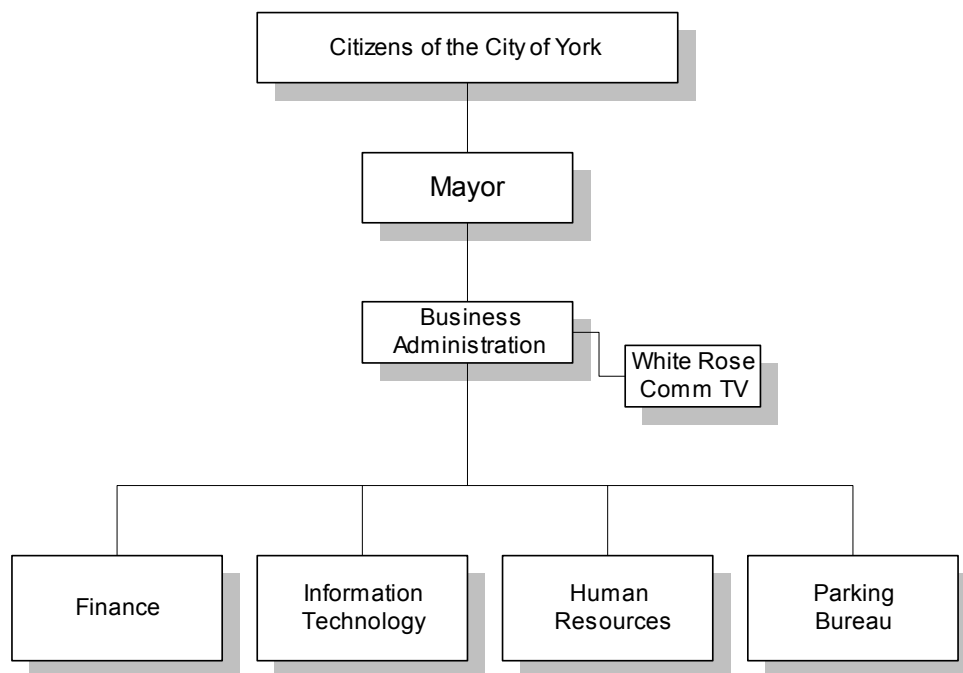 Citizens of the City of York
Mayor
Business
Administration
White Rose
Comm TV
Finance
Information
Technology
Human
Resources
Parking
Bureau